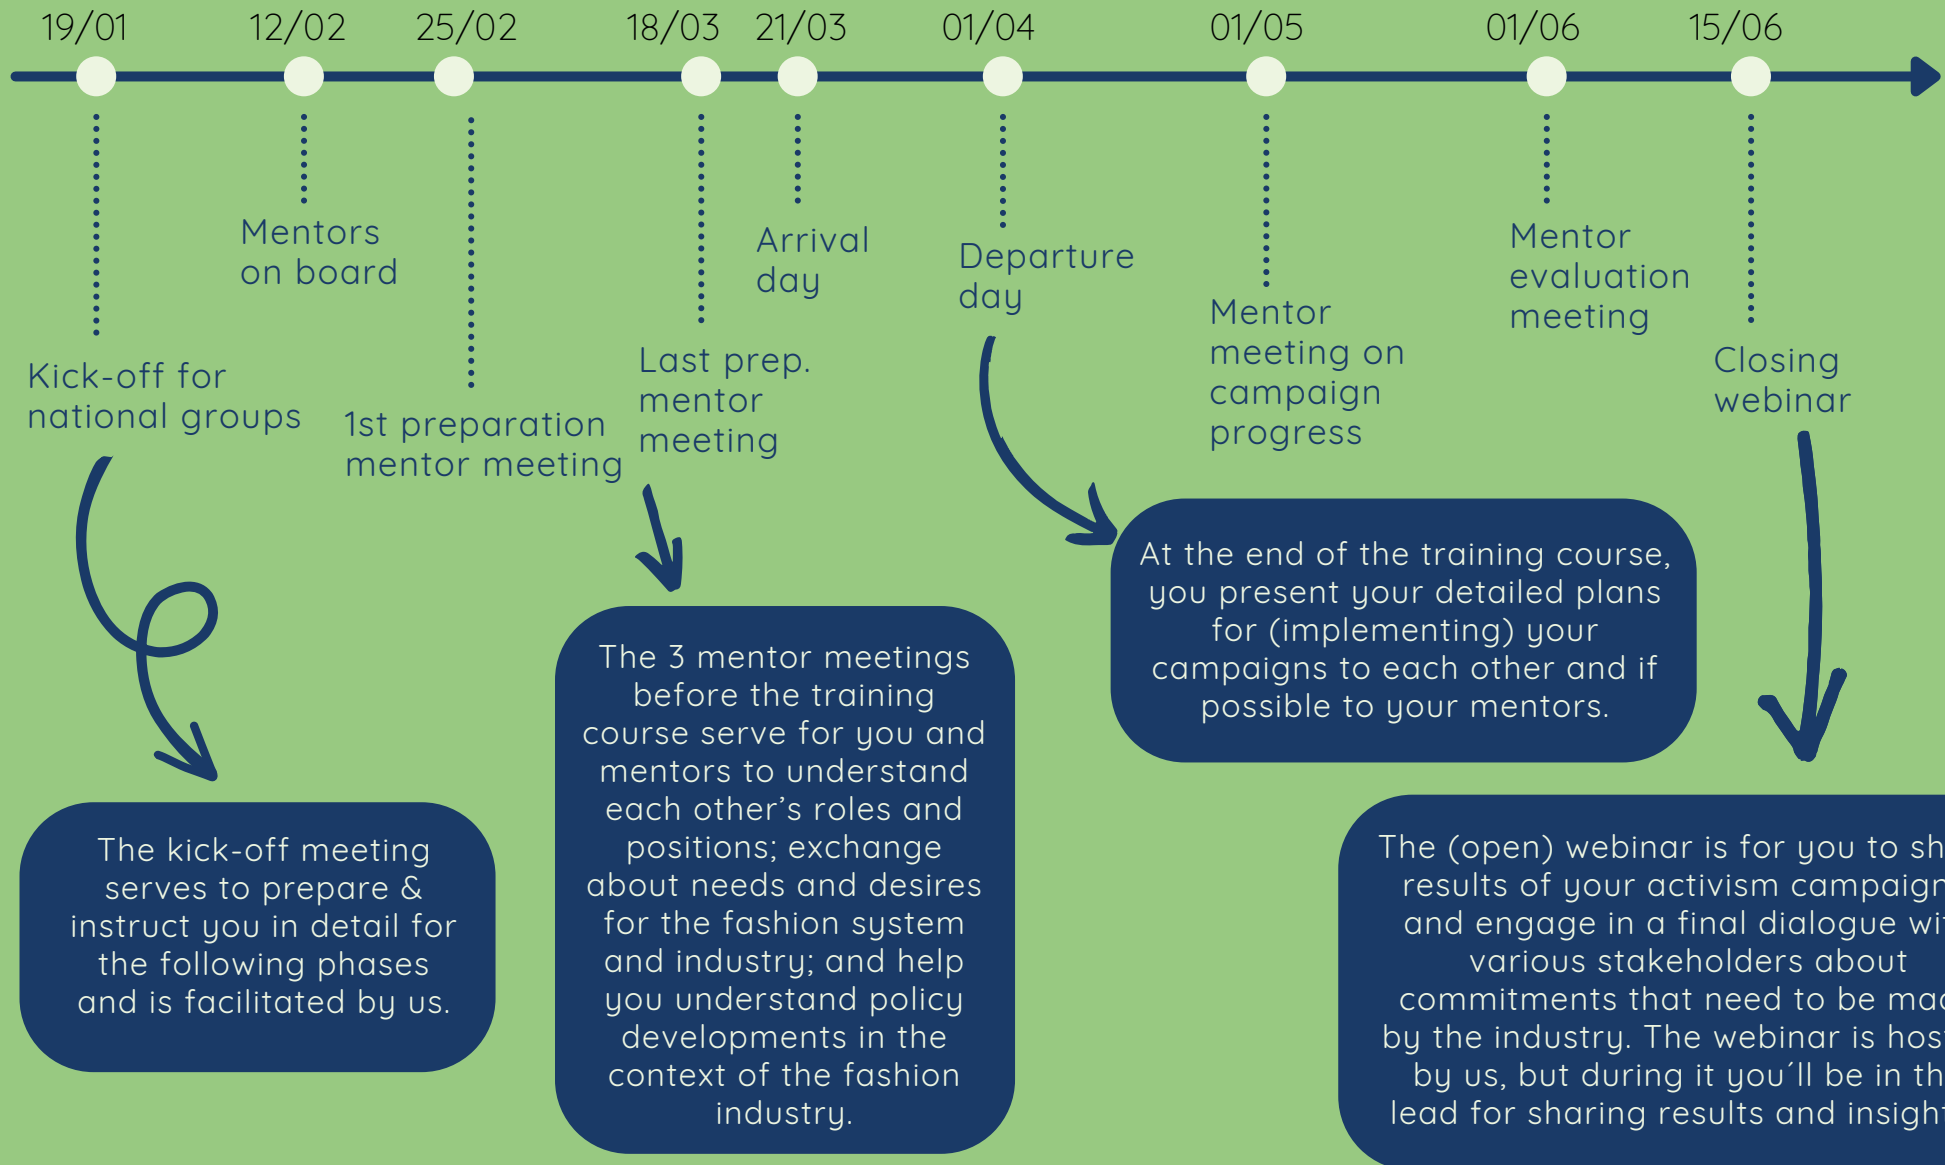 19/01 12/02 25/02 18/03 21/03 01/04 01/05 01/06 15/06
Kick-off for
national groups
Mentors
on board
1st preparation
mentor meeting
Last prep.
mentor
meeting
Arrival
day
Departure
day
Mentor
meeting on
campaign
progress
Mentor
evaluation
meeting
Closing
webinar
The kick-off meeting
serves to prepare &
instruct you in detail for
the following phases
and is facilitated by us.
The 3 mentor meetings
before the training
course serve for you and
mentors to understand
each other’s roles and
positions; exchange
about needs and desires
for the fashion system
and industry; and help
you understand policy
developments in the
context of the fashion
industry.
At the end of the training course,
you present your detailed plans
for (implementing) your
campaigns to each other and if
possible to your mentors.
The (open) webinar is for you to
results of your activism
and engage in a final dialogue
various stakeholders about
commitments that need to be
by the industry. The webinar is
by us, but during it you´ll be in
lead for sharing results and